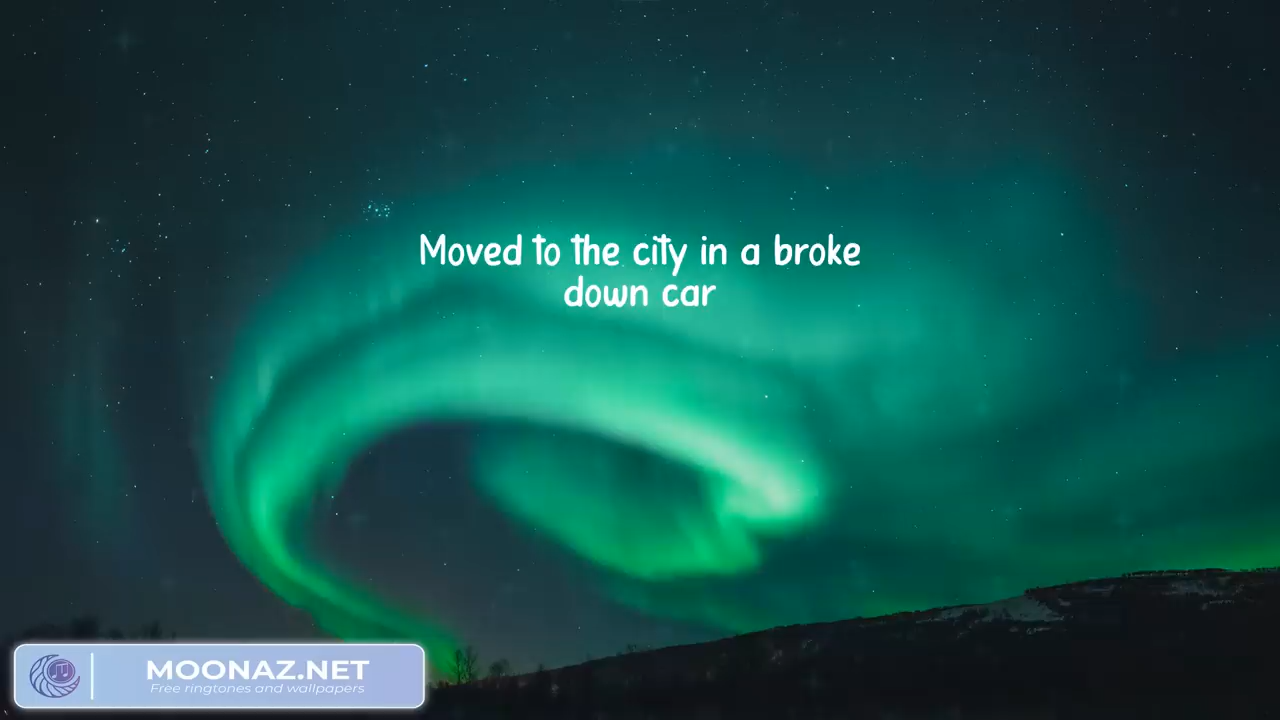 Moved to the city in a broke
down car
MOONAZ.NET
Free ringtones and wallpapers